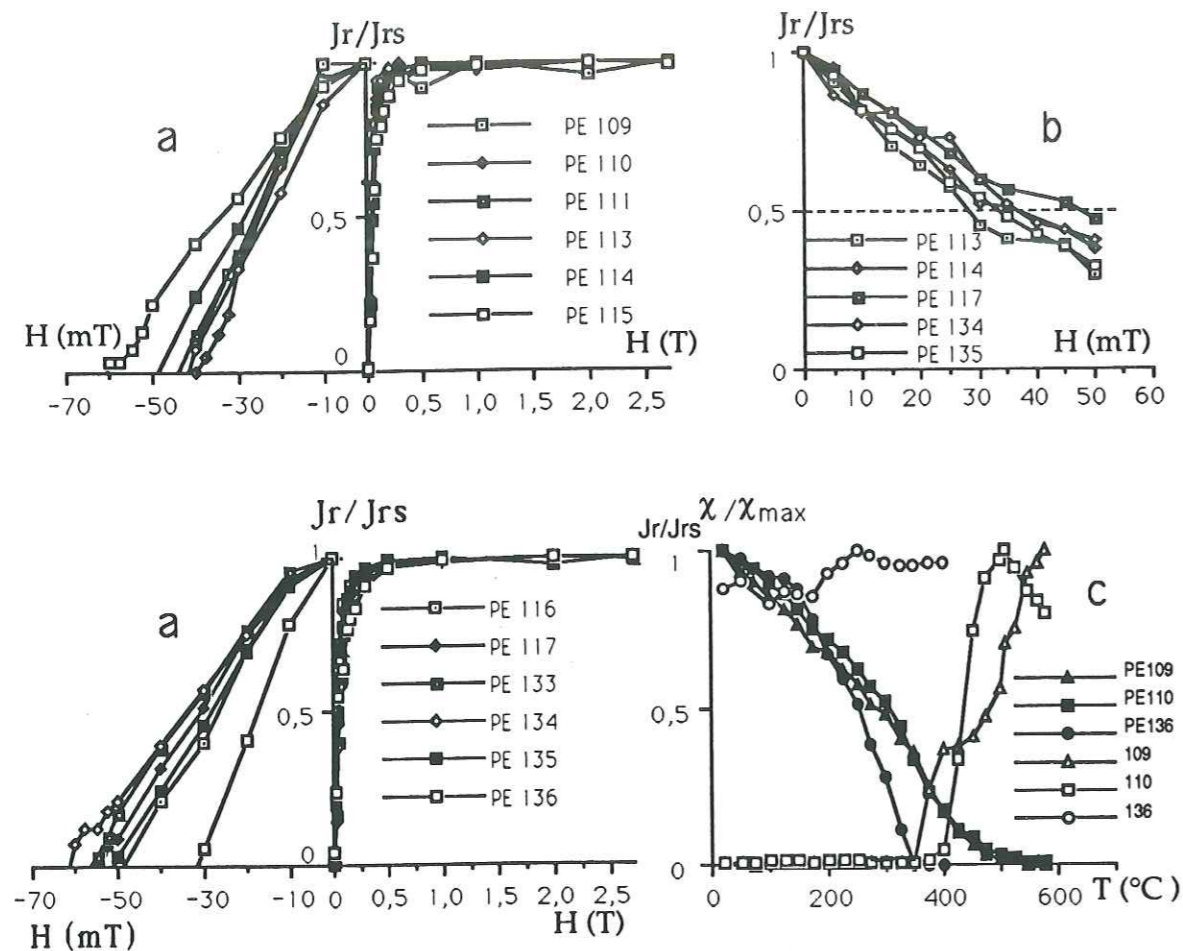 Jr/Jrs
a
0,5
0
H (mT)
H (T)
-70
-50
-30
-10
0
0,5
1,0
1,5
2,0
2,5
PE 109
PE 110
PE 111
PE 113
PE 114
PE 115
Jr/Jrs
1
b
0,5
0
PE 113
PE 114
PE 117
PE 134
PE 135
H (mT)
0
10
20
30
40
50
60
Jr/Jrs
1
a
0,5
0
PE 116
PE 117
PE 133
PE 134
PE 135
PE 136
-70
-50
-30
-10
0
0,5
1,0
1,5
2,0
2,5
H (mT)
H (T)
Jr/Jrs
χ/χmax
1
c
0,5
0
PE109
PE110
PE136
109
110
136
0
200
400
600
T (°C)